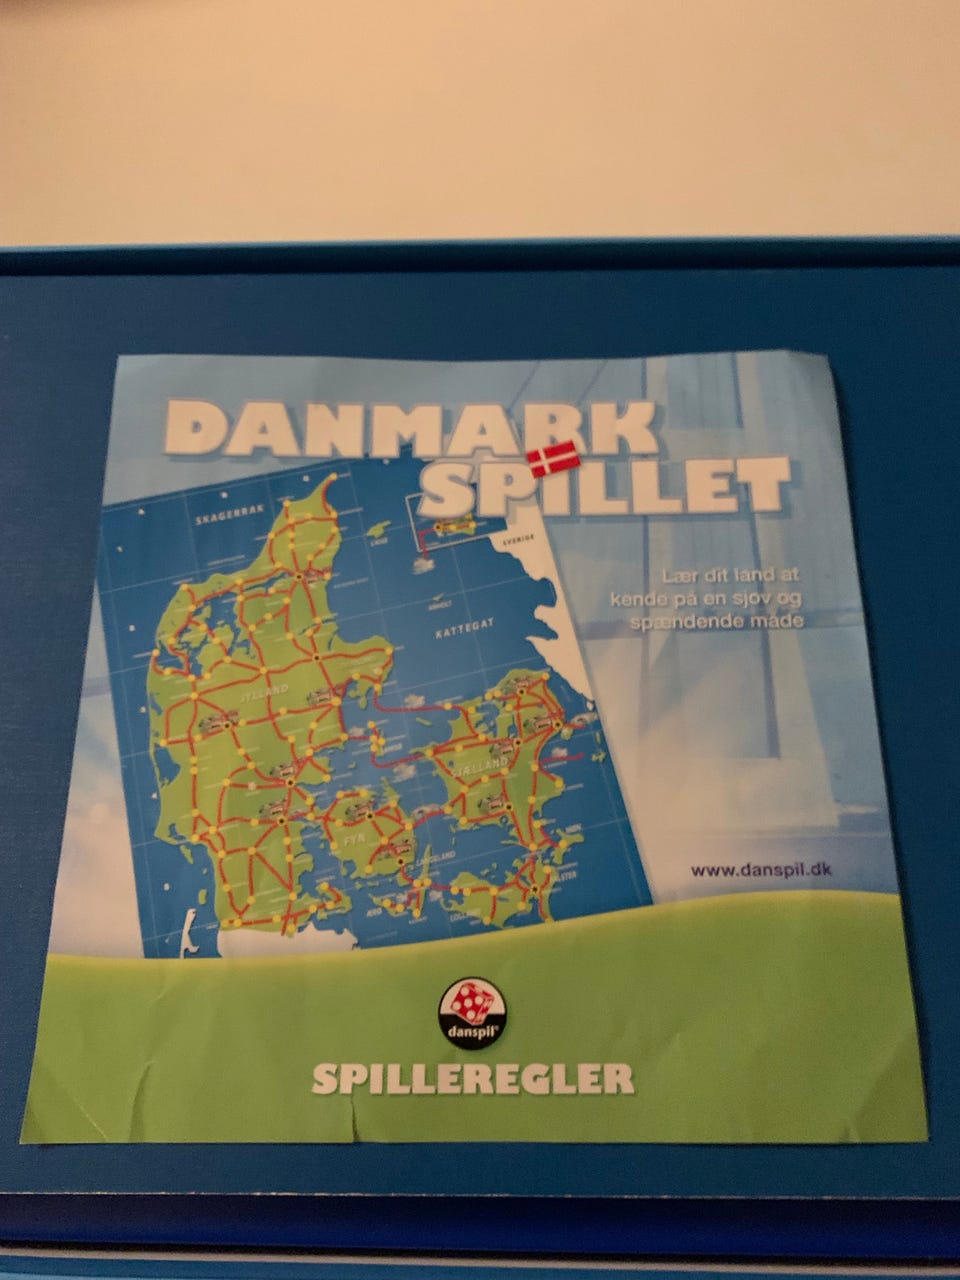 DANMARK
SPILLET
SKAGERRAK
SVERIGE
Lær dit land at
kende på en sjov og
spændende måde
KATTEGAT
JYLLAND
SJÆLLAND
FYN
LANGELAND
ÆRØ
www.danspil.dk
danspil®
SPILLEREGLER